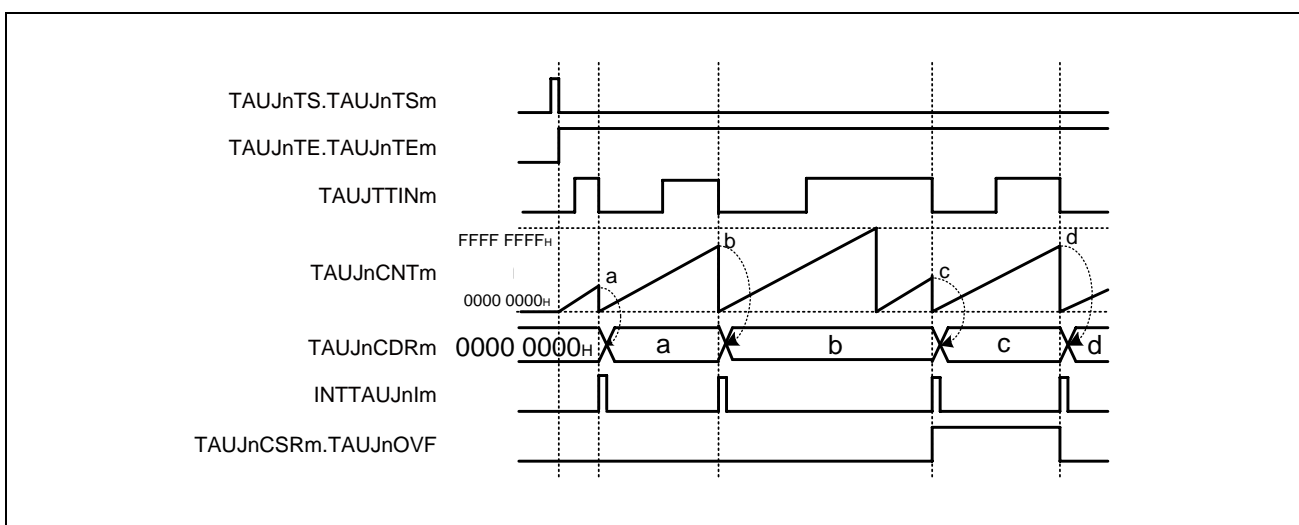 TAUJnTS.TAUJnTSm
TAUJnTE.TAUJnTEm
TAUJTTINm
FFFF FFFFH
TAUJnCNTm
0000 0000H
a
b
c
d
TAUJnCDRm
0000 0000H
a
b
c
d
INTTAUJnIm
TAUJnCSRm.TAUJnOVF